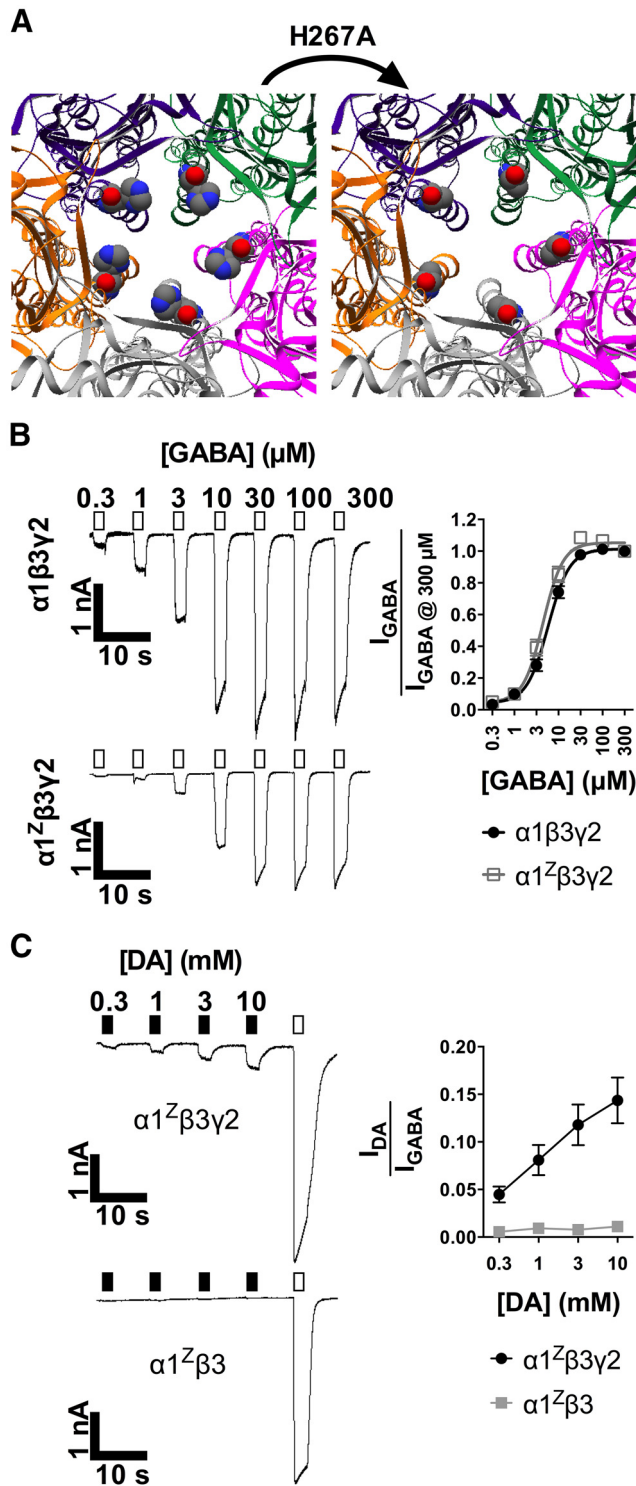 A
H267A
B
[GABA] (µM)
0.3 1 3 10 30 100 300
α1β3γ2
1 nA
10 s
α1ᶻβ3γ2
1 nA
10 s
I GABA
I GABA @ 300 µM
1.2
1.0
0.8
0.6
0.4
0.2
0.0
0.3 1 3 10 30 100 300
[GABA] (µM)
α1β3γ2
α1ᶻβ3γ2
C
[DA] (mM)
0.3 1 3 10
α1ᶻβ3γ2
1 nA
10 s
α1ᶻβ3
1 nA
10 s
I DA
I GABA
0.20
0.15
0.10
0.05
0.00
0.3 1 3 10
[DA] (mM)
α1ᶻβ3γ2
α1ᶻβ3